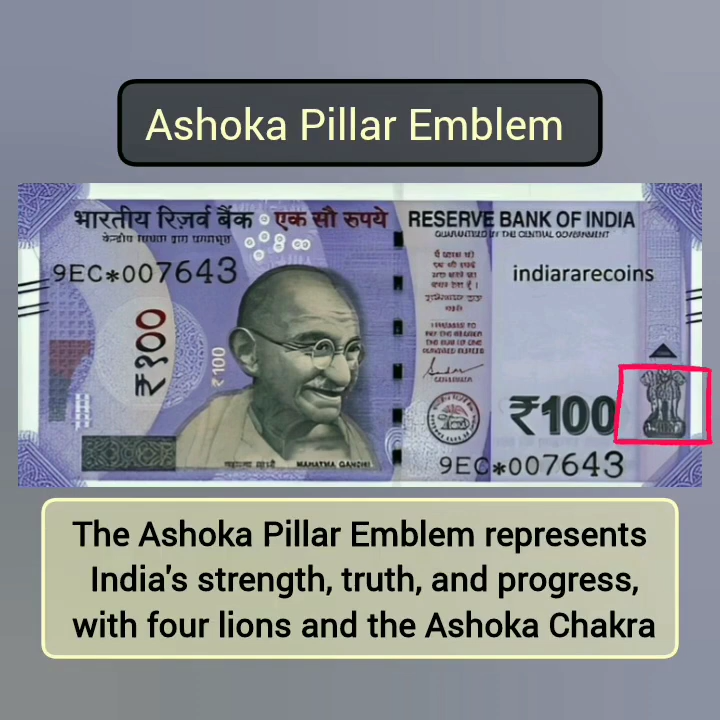 Ashoka Pillar Emblem
भारतीय रिज़र्व बैंक एक सौ रुपये RESERVE BANK OF INDIA
GUARANTEED BY THE CENTRAL GOVERNMENT
9EC*007643
indiararecoins
₹१००
₹100
₹100
MAHATMA GANDHI
9EC*007643
The Ashoka Pillar Emblem represents
India's strength, truth, and progress,
with four lions and the Ashoka Chakra